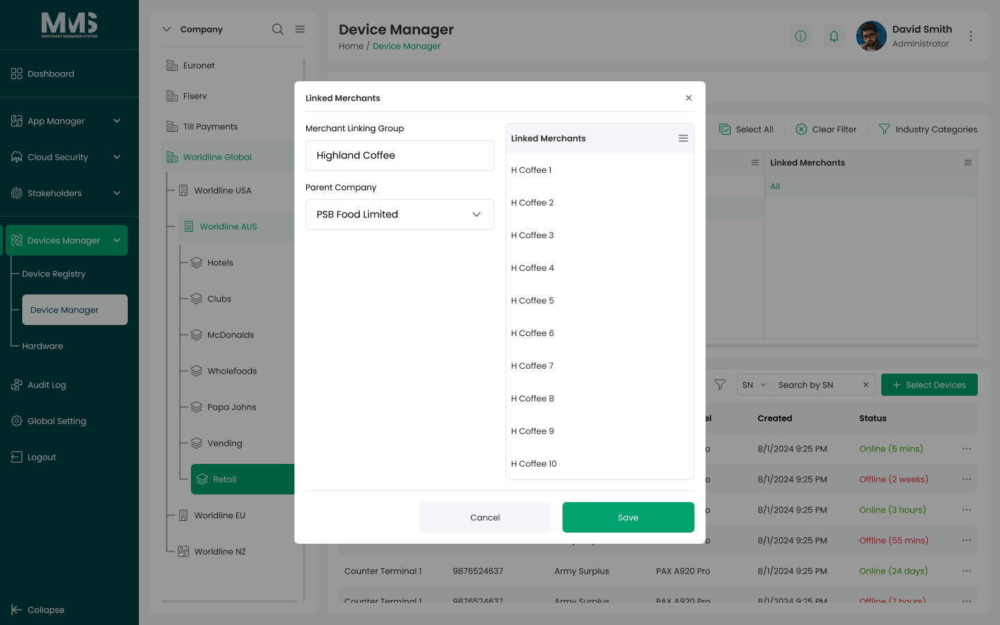 MMS
MERCHANT MANAGER SYSTEM
Dashboard
App Manager
Cloud Security
Stakeholders
Devices Manager
Device Registry
Device Manager
Hardware
Audit Log
Global Setting
Logout
Collapse
Company
Euronet
Fiserv
Till Payments
Worldline Global
Worldline USA
Worldline AUS
Hotels
Clubs
McDonalds
Wholefoods
Papa Johns
Vending
Retail
Worldline EU
Worldline NZ
Device Manager
Home / Device Manager
David Smith
Administrator
Select All
Clear Filter
Industry Categories
Linked Merchants
All
Linked Merchants
Merchant Linking Group
Highland Coffee
Parent Company
PSB Food Limited
Linked Merchants
H Coffee 1
H Coffee 2
H Coffee 3
H Coffee 4
H Coffee 5
H Coffee 6
H Coffee 7
H Coffee 8
H Coffee 9
H Coffee 10
Cancel
Save
SN
Search by SN
Select Devices
Created Status
8/1/2024 9:25 PM Online (5 mins)
8/1/2024 9:25 PM Offline (2 weeks)
8/1/2024 9:25 PM Online (3 hours)
8/1/2024 9:25 PM Offline (55 mins)
Counter Terminal 1 9876524637 Army Surplus PAX A920 Pro 8/1/2024 9:25 PM Online (24 days)
Counter Terminal 1 9876524637 Army Surplus PAX A920 Pro 8/1/2024 9:25 PM Offline (7 hours)